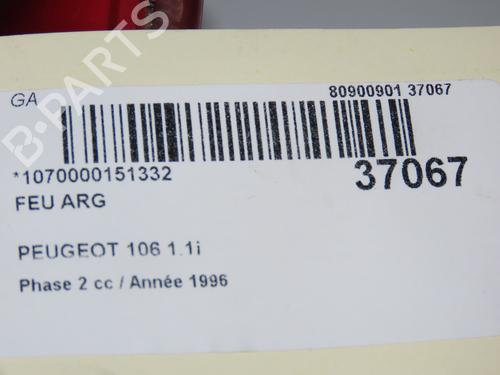 GA
80900901 37067
*1070000151332
37067
FEU ARG
PEUGEOT 106 1.1i
Phase 2 cc / Année 1996
B-PARTS